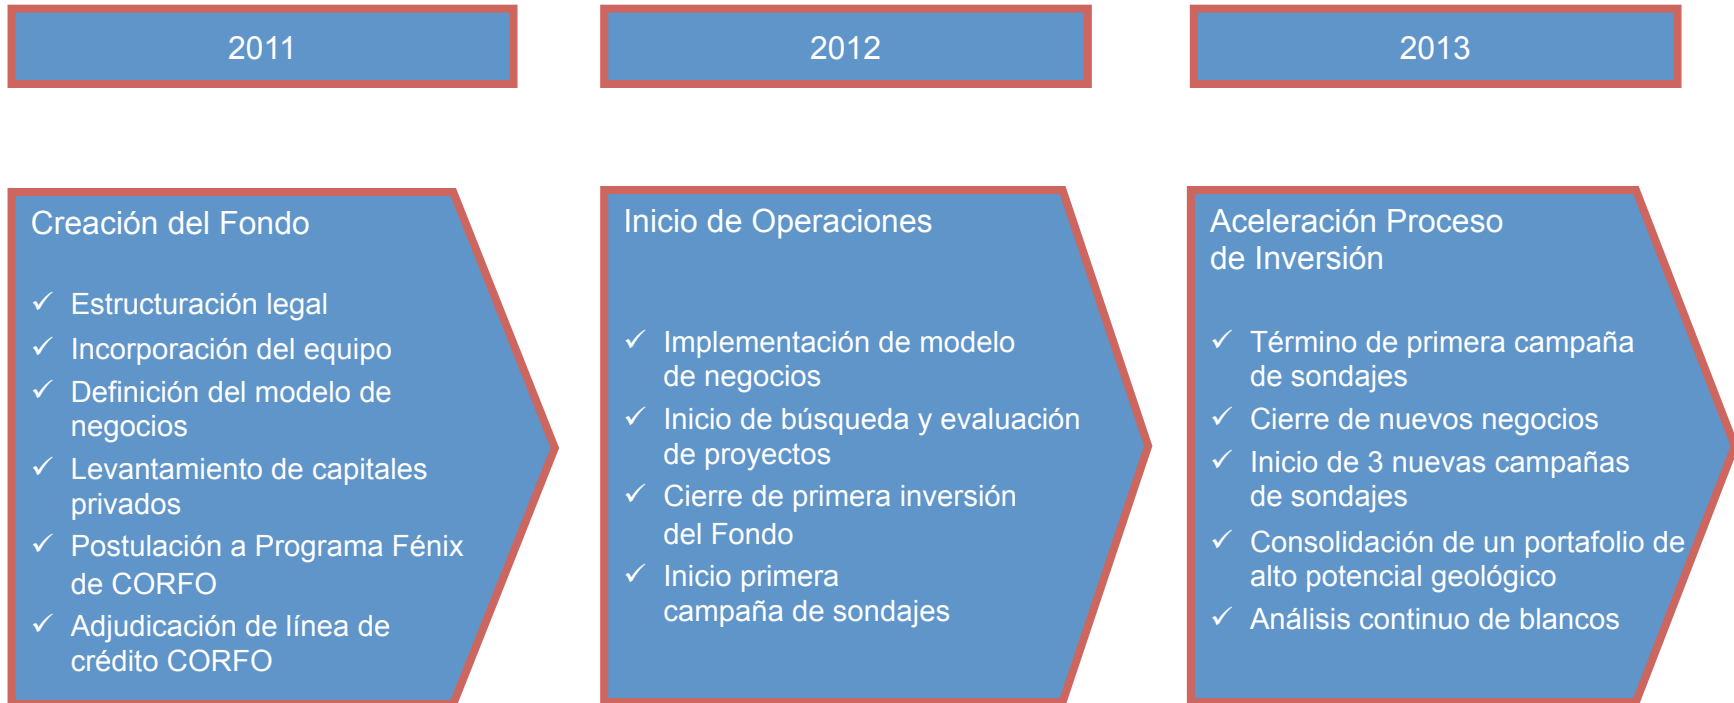 2011
2012
2013
Creación del Fondo
✓ Estructuración legal
✓ Incorporación del equipo
✓ Definición del modelo de
negocios
✓ Levantamiento de capitales
privados
✓ Postulación a Programa Fénix
de CORFO
✓ Adjudicación de línea de
crédito CORFO
Inicio de Operaciones
✓ Implementación de modelo
de negocios
✓ Inicio de búsqueda y evaluación
de proyectos
✓ Cierre de primera inversión
del Fondo
✓ Inicio primera
campaña de sondajes
Aceleración Proceso
de Inversión
✓ Término de primera campaña
de sondajes
✓ Cierre de nuevos negocios
✓ Inicio de 3 nuevas campañas
de sondajes
✓ Consolidación de un portafolio de
alto potencial geológico
✓ Análisis continuo de blancos